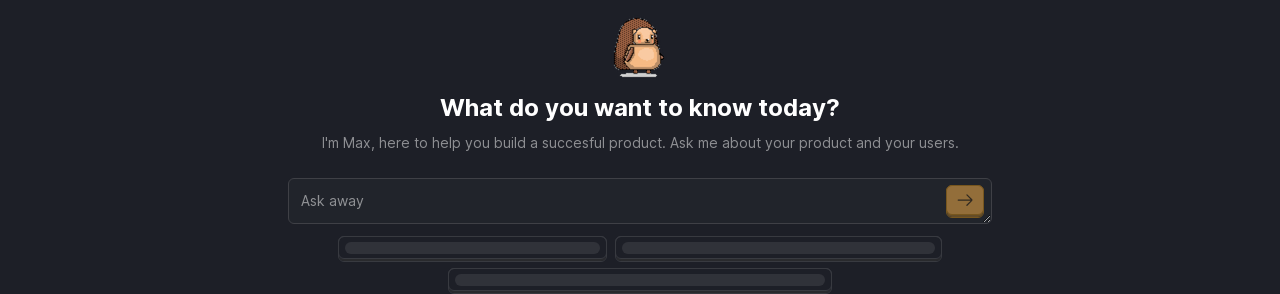 What do you want to know today?
I'm Max, here to help you build a succesful product. Ask me about your product and your users.
Ask away